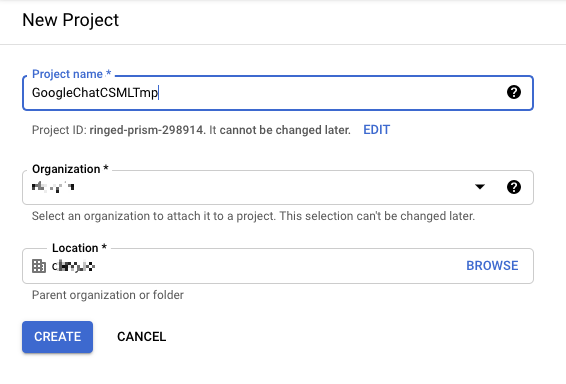 New Project
Project name *
GoogleChatCSMLTmp
Project ID: ringed-prism-298914. It cannot be changed later. EDIT
Organization *
Select an organization to attach it to a project. This selection can't be changed later.
Location *
BROWSE
Parent organization or folder
CREATE CANCEL